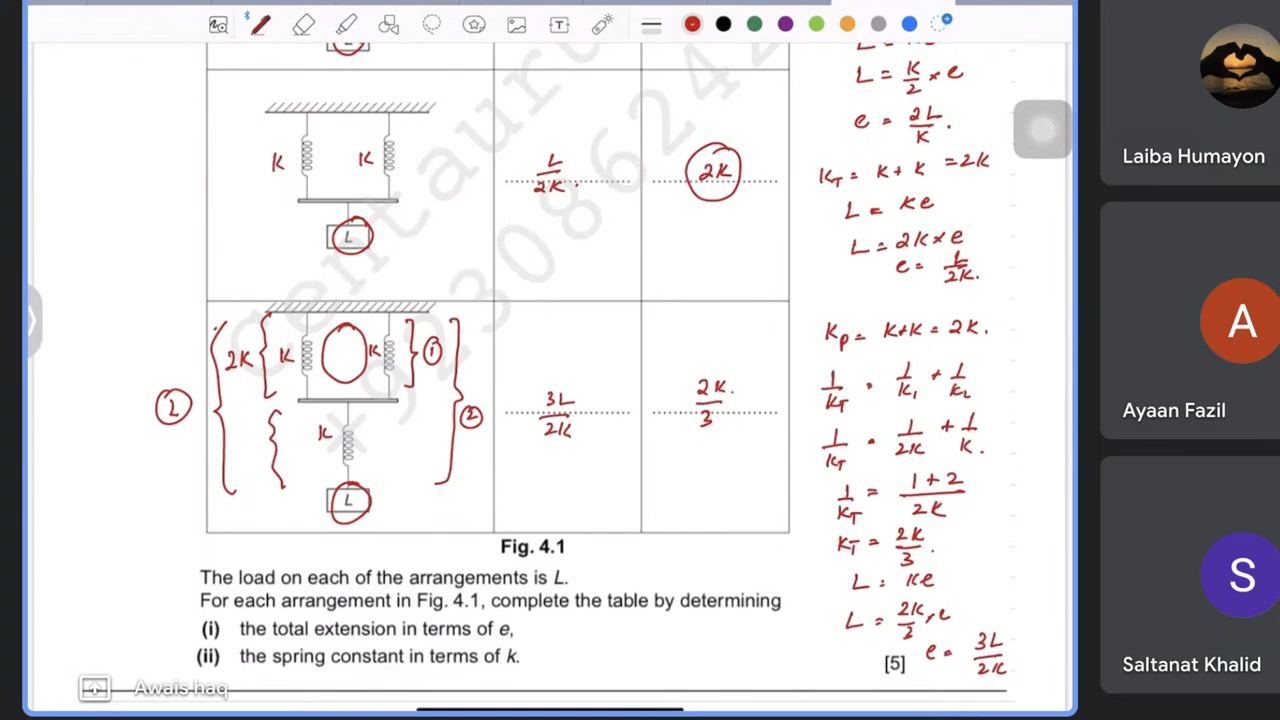 L = K/2 × e
e = 2L/K .
KT = K + K = 2K
L = Ke
L = 2K × e
e = L/2K .
K K
L/2K .
2K
L
Centauru
+923086242
Kp = K+K = 2K .
1/KT = 1/K1 + 1/K2
1/KT = 1/2K + 1/K .
1/KT = 1+2/2K
KT = 2K/3 .
L = Ke
L = 2K/3 × e
e = 3L/2K
2K K K 1
2 2
K
3L/2K
2K/3 .
L
Fig. 4.1
The load on each of the arrangements is L.
For each arrangement in Fig. 4.1, complete the table by determining
(i) the total extension in terms of e,
(ii) the spring constant in terms of k.
[5]
Awais haq
Laiba Humayon
A
Ayaan Fazil
S
Saltanat Khalid